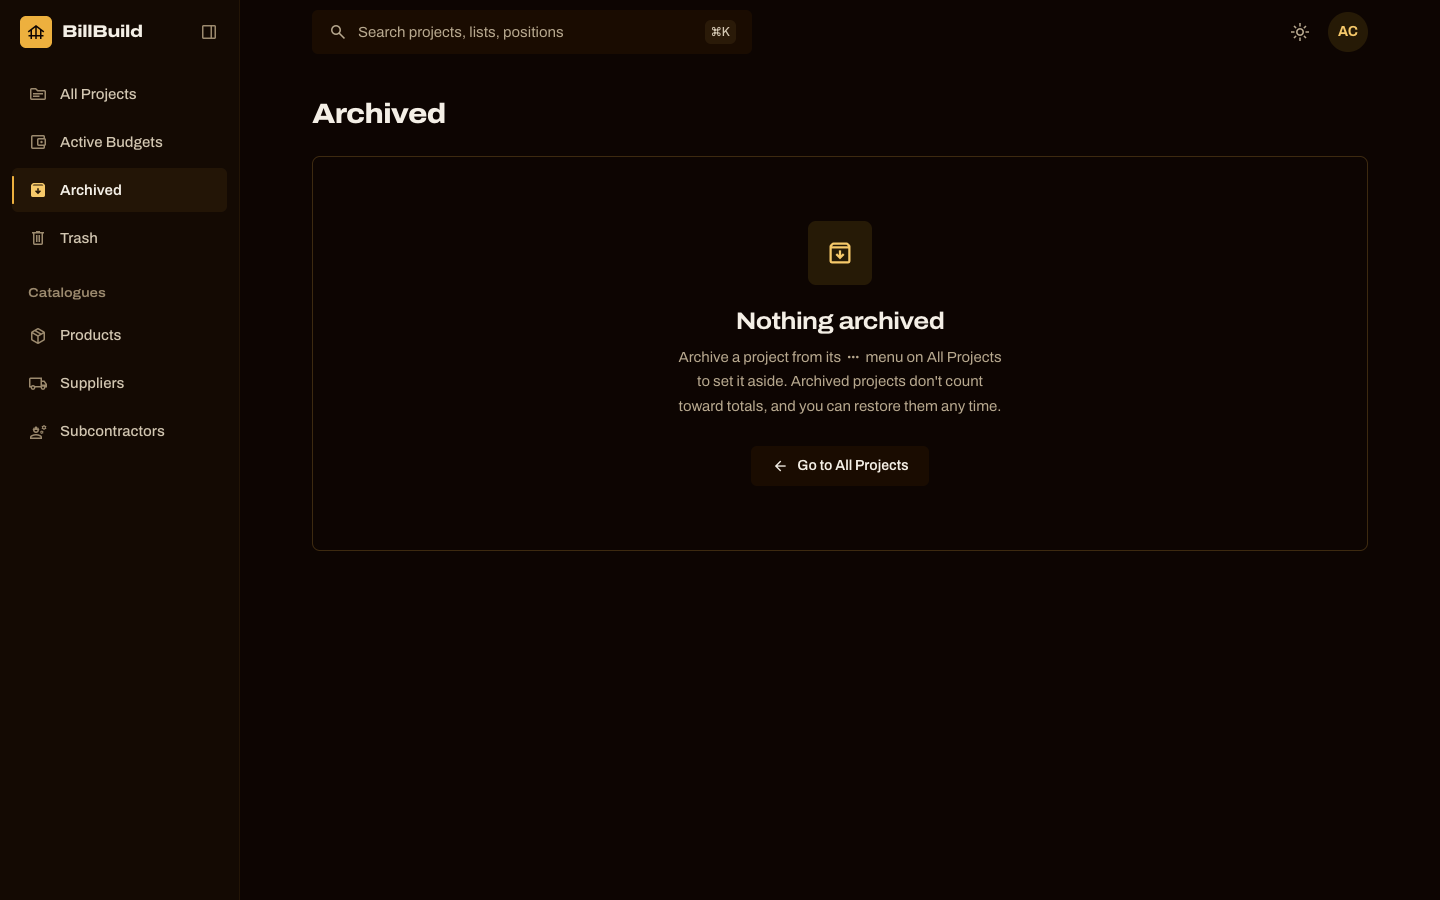 BillBuild
Search projects, lists, positions
⌘K
AC
All Projects
Active Budgets
Archived
Trash
Catalogues
Products
Suppliers
Subcontractors
Archived
Nothing archived
Archive a project from its ··· menu on All Projects
to set it aside. Archived projects don't count
toward totals, and you can restore them any time.
Go to All Projects